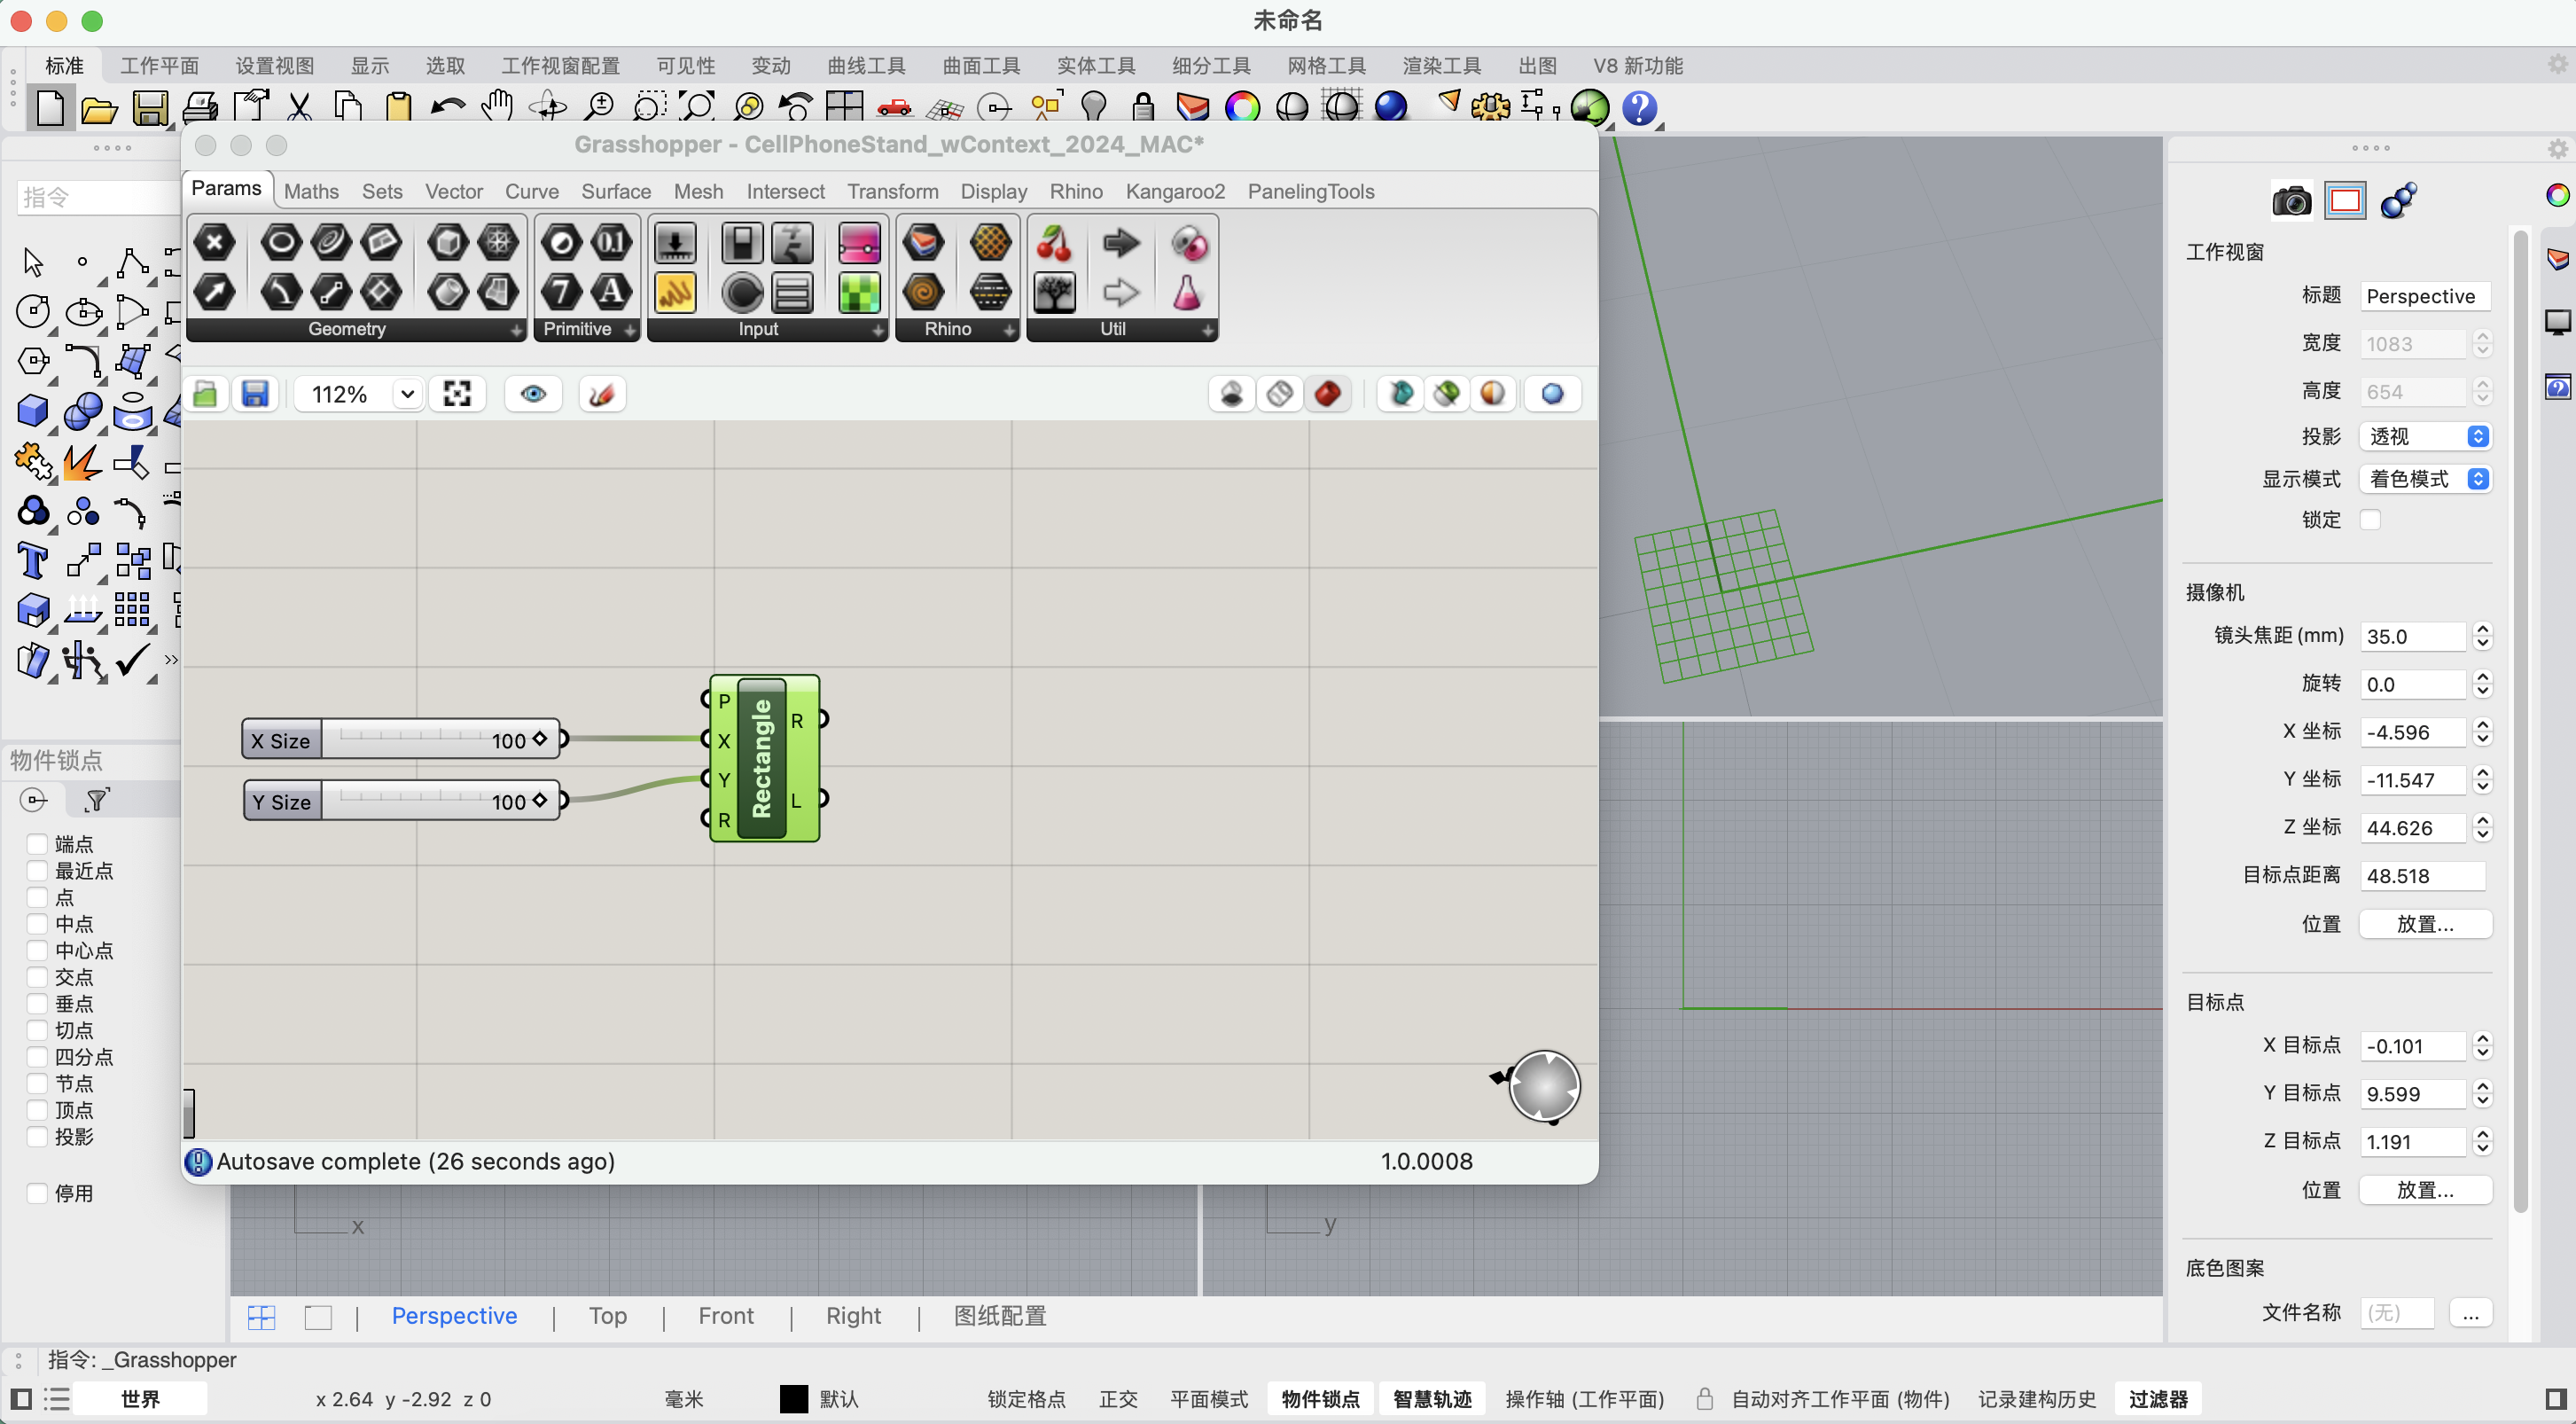 未命名
标准 工作平面 设置视图 显示 选取 工作视窗配置 可见性 变动 曲线工具 曲面工具 实体工具 细分工具 网格工具 渲染工具 出图 V8 新功能
Grasshopper - CellPhoneStand_wContext_2024_MAC*
指令
Params Maths Sets Vector Curve Surface Mesh Intersect Transform Display Rhino Kangaroo2 PanelingTools
Geometry Primitive Input Rhino Util
112%
X Size 100
Y Size 100
P
X
Y
R
Rectangle
R
L
Autosave complete (26 seconds ago) 1.0.0008
物件锁点
端点
最近点
点
中点
中心点
交点
垂点
切点
四分点
节点
顶点
投影
停用
x
y
Perspective | Top | Front | Right | 图纸配置
工作视窗
标题 Perspective
宽度 1083
高度 654
投影 透视
显示模式 着色模式
锁定
摄像机
镜头焦距 (mm) 35.0
旋转 0.0
X 坐标 -4.596
Y 坐标 -11.547
Z 坐标 44.626
目标点距离 48.518
位置 放置...
目标点
X 目标点 -0.101
Y 目标点 9.599
Z 目标点 1.191
位置 放置...
底色图案
文件名称 (无) ...
指令: _Grasshopper
世界 x 2.64 y -2.92 z 0 毫米 默认 锁定格点 正交 平面模式 物件锁点 智慧轨迹 操作轴 (工作平面) 自动对齐工作平面 (物件) 记录建构历史 过滤器